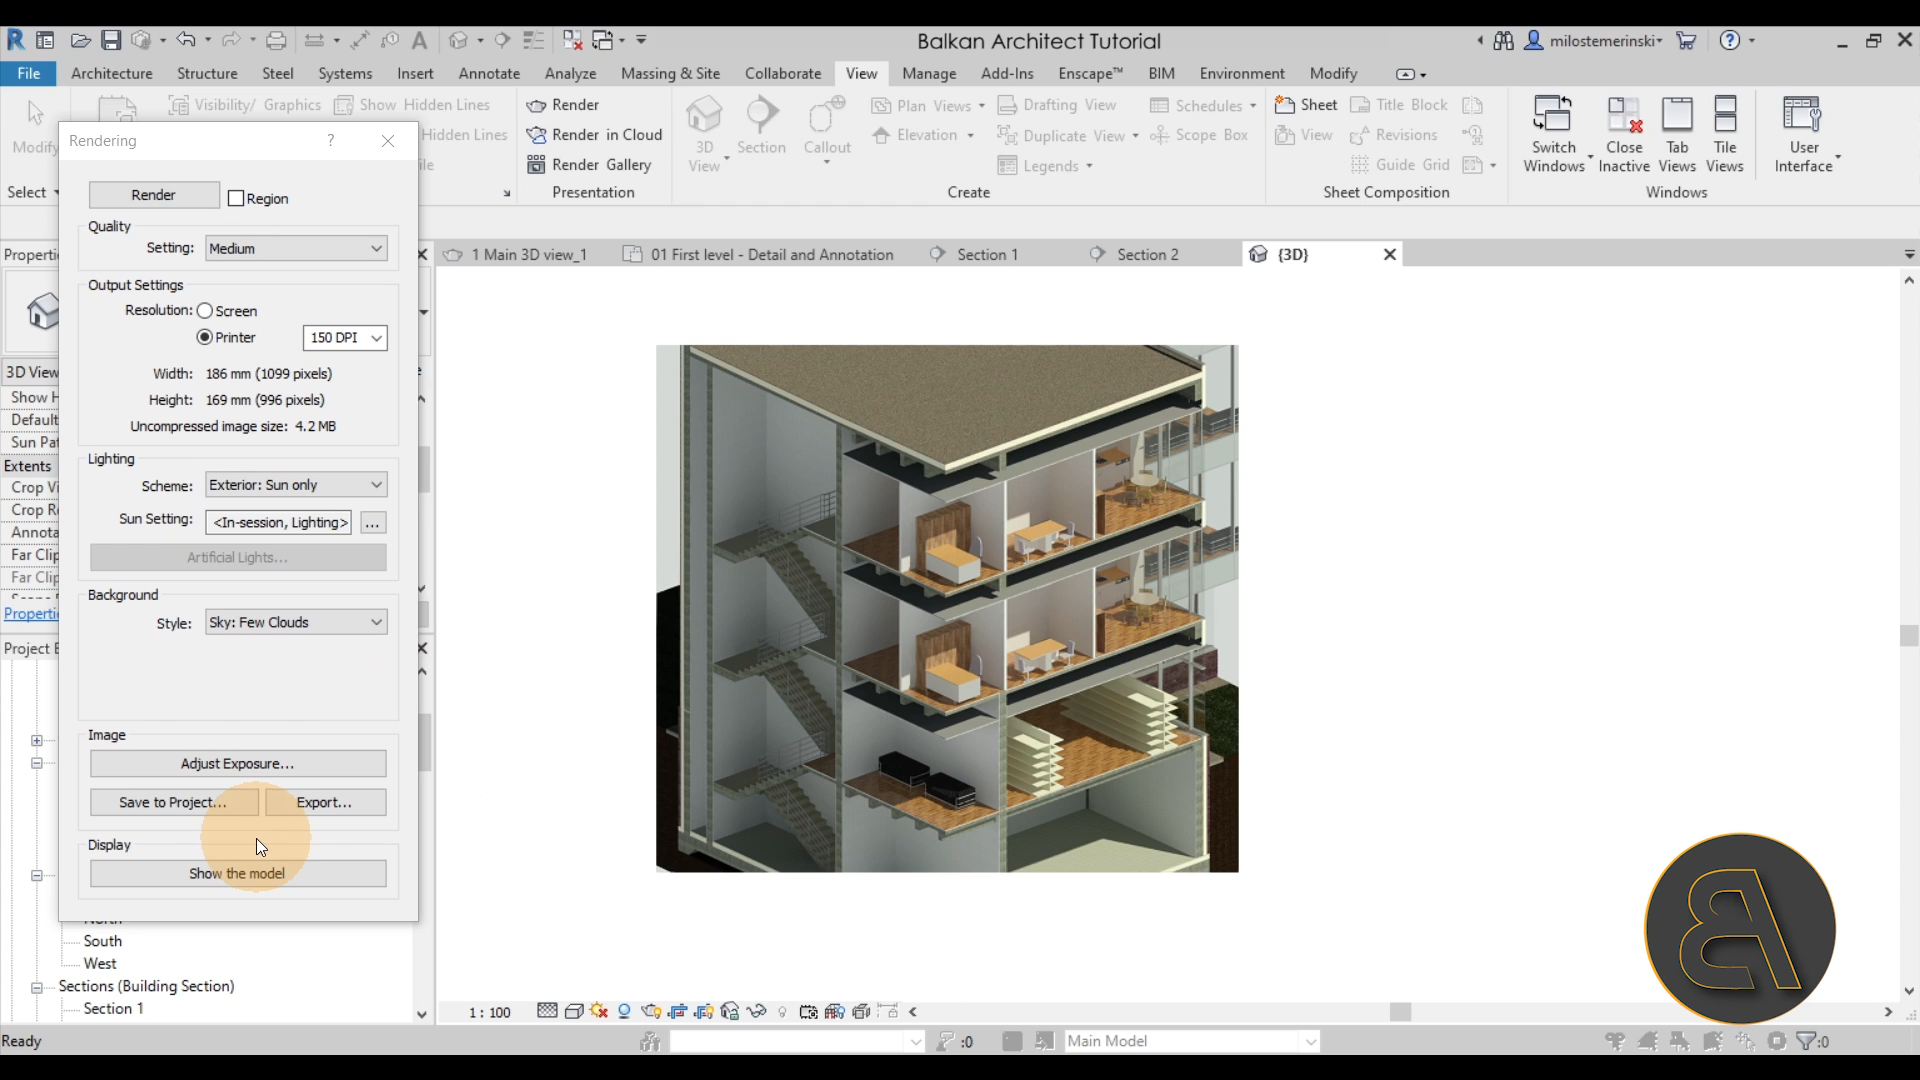 Balkan Architect Tutorial
milostemerinski
File Architecture Structure Steel Systems Insert Annotate Analyze Massing & Site Collaborate View Manage Add-Ins Enscape™ BIM Environment Modify
Modify
Visibility/ Graphics
Show Hidden Lines
Hidden Lines
Select
Render
Render in Cloud
Render Gallery
Presentation
3D View
Section
Callout
Plan Views
Elevation
Drafting View
Duplicate View
Legends
Schedules
Scope Box
Create
Sheet
View
Title Block
Revisions
Guide Grid
Sheet Composition
Switch Windows
Close Inactive
Tab Views
Tile Views
Windows
User Interface
1 Main 3D view_1
01 First level - Detail and Annotation
Section 1
Section 2
{3D}
Rendering ?
Render
Region
Quality
Setting: Medium
Output Settings
Resolution: Screen
Printer 150 DPI
Width: 186 mm (1099 pixels)
Height: 169 mm (996 pixels)
Uncompressed image size: 4.2 MB
Lighting
Scheme: Exterior: Sun only
Sun Setting: <In-session, Lighting> ...
Artificial Lights...
Background
Style: Sky: Few Clouds
Image
Adjust Exposure...
Save to Project... Export...
Display
Show the model
3D View
Extents
South
West
Sections (Building Section)
Section 1
1 : 100
Ready
:0
Main Model
:0